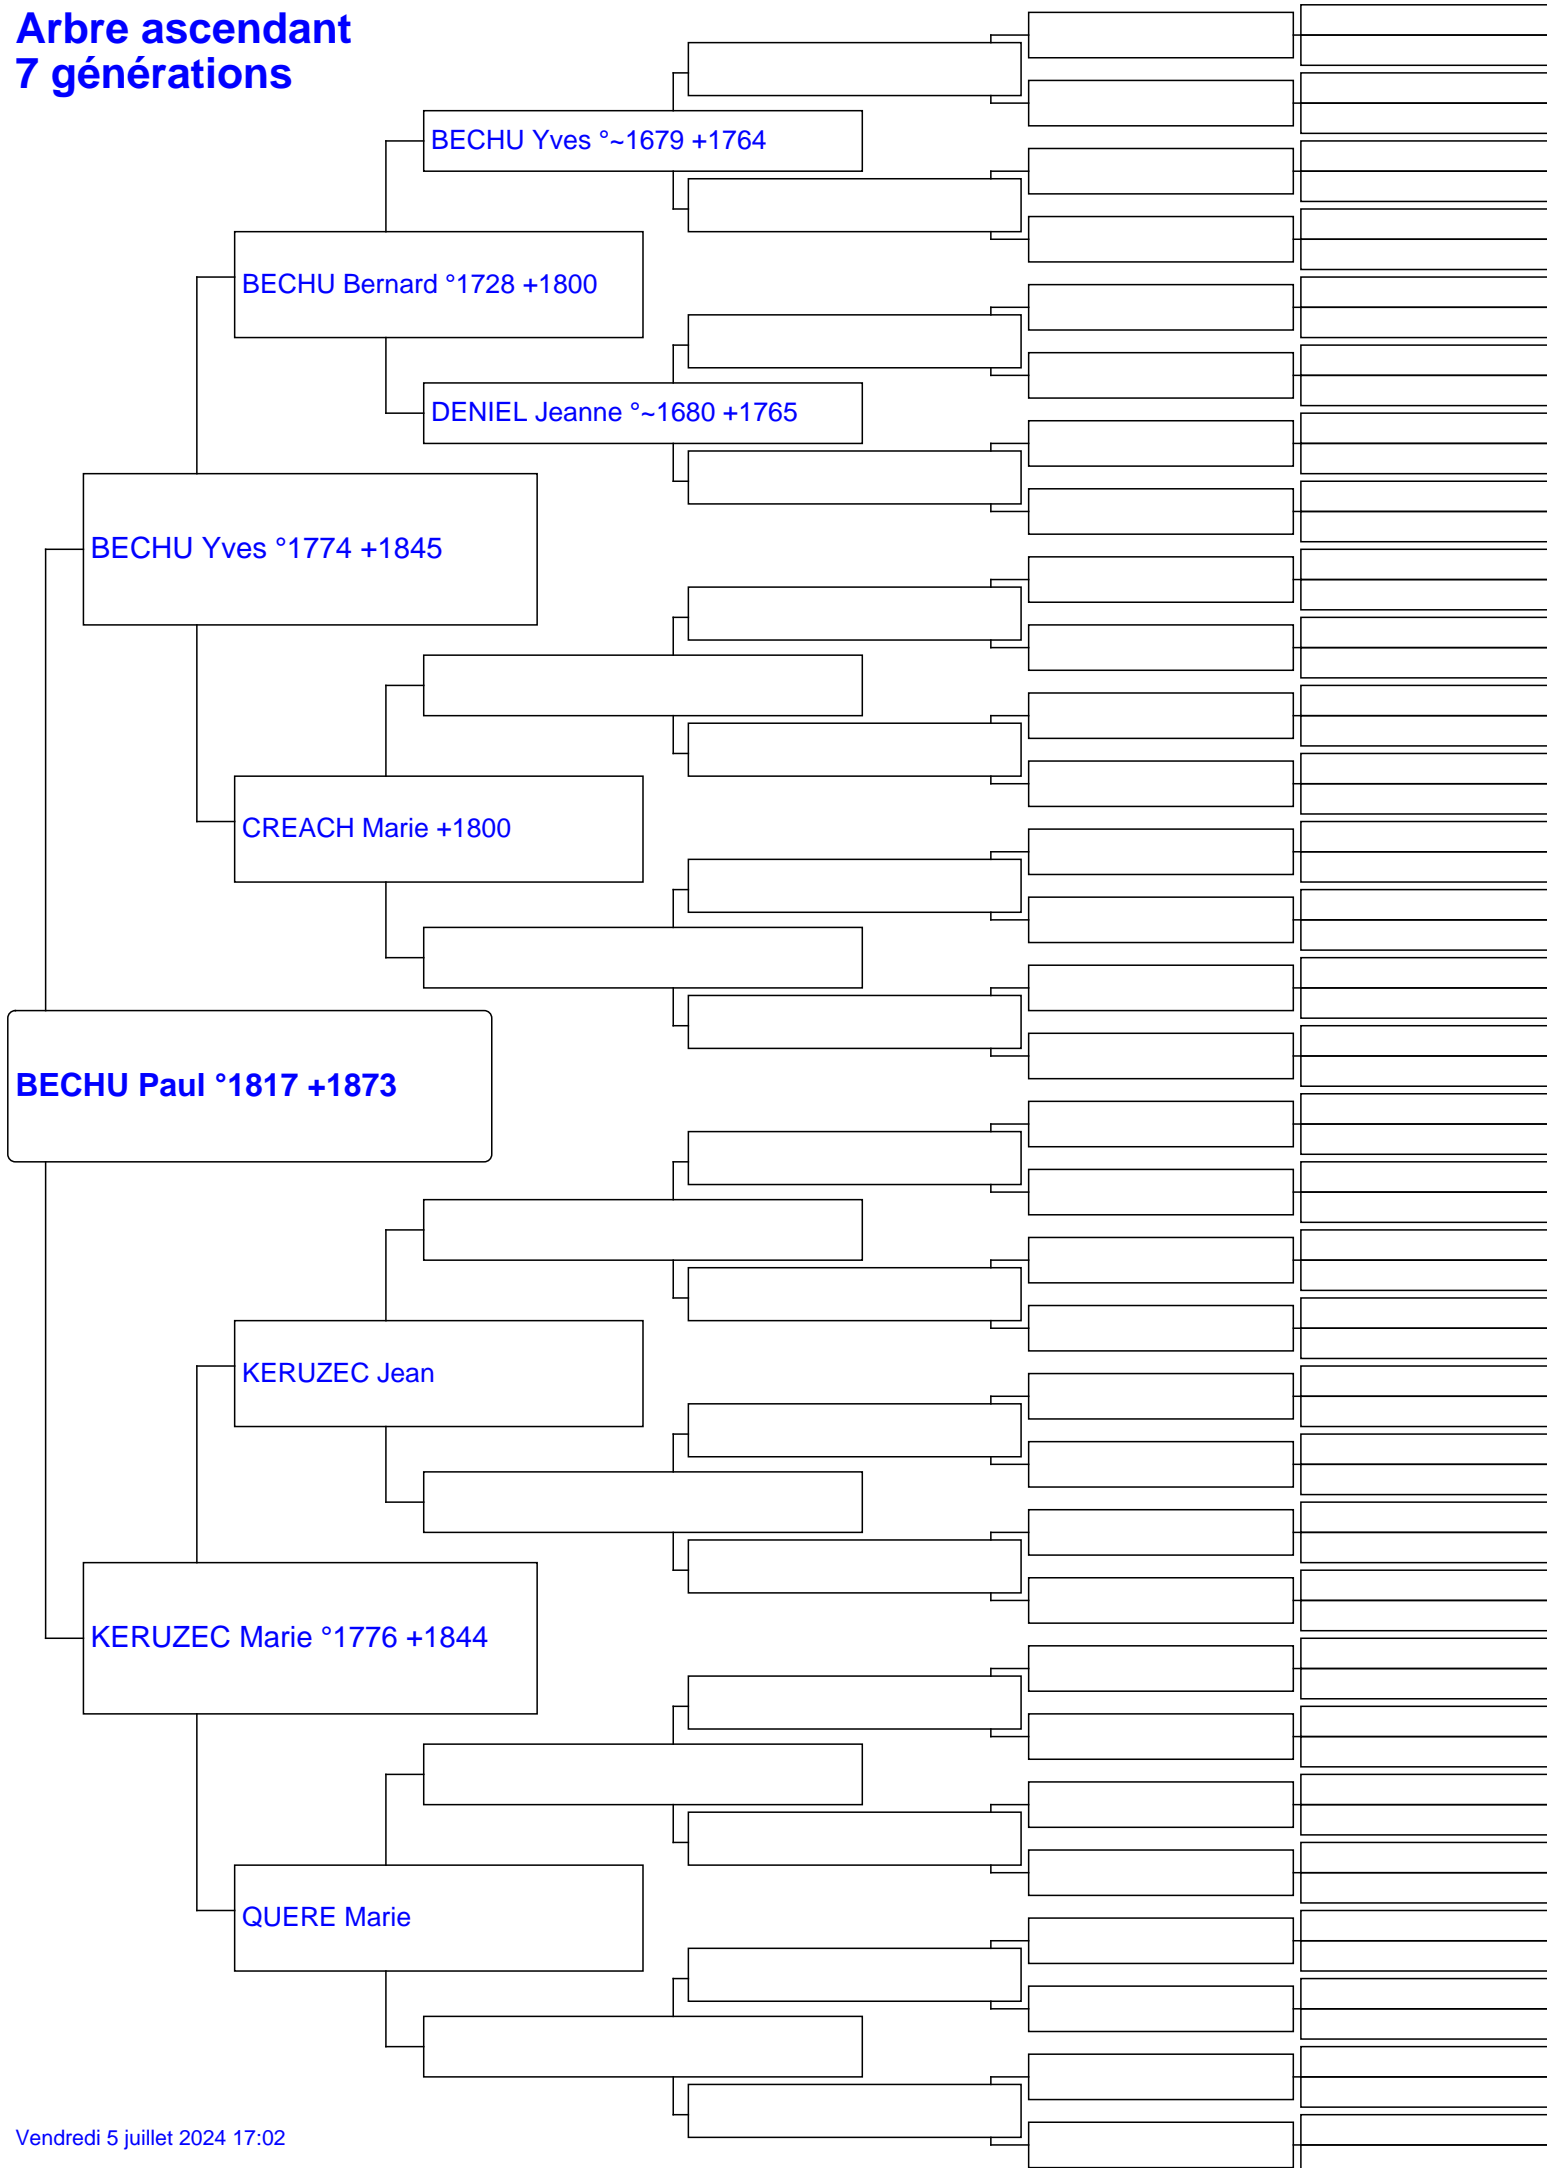 Arbre ascendant
7 générations
BECHU Yves °~1679 +1764
BECHU Bernard °1728 +1800
DENIEL Jeanne °~1680 +1765
BECHU Yves °1774 +1845
CREACH Marie +1800
BECHU Paul °1817 +1873
KERUZEC Jean
KERUZEC Marie °1776 +1844
QUERE Marie
Vendredi 5 juillet 2024 17:02